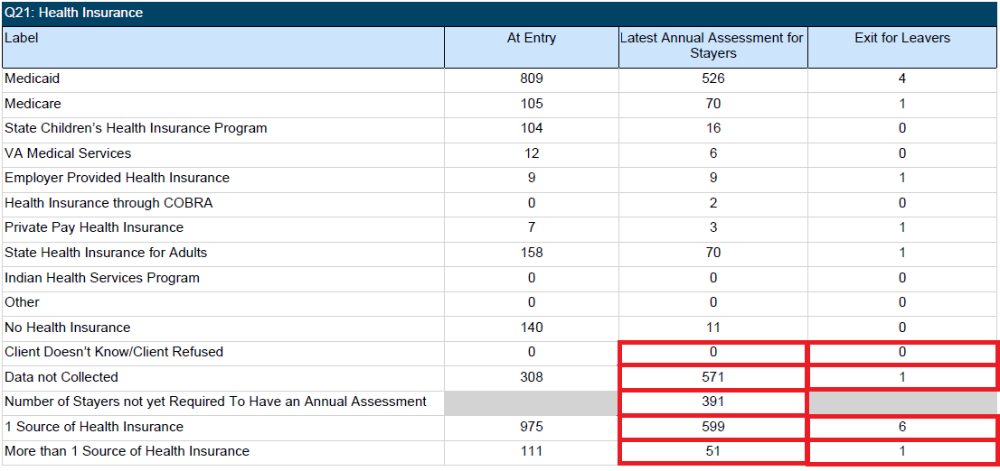 Q21: Health Insurance
Label At Entry Latest Annual Assessment for Stayers Exit for Leavers
Medicaid 809 526 4
Medicare 105 70 1
State Children’s Health Insurance Program 104 16 0
VA Medical Services 12 6 0
Employer Provided Health Insurance 9 9 1
Health Insurance through COBRA 0 2 0
Private Pay Health Insurance 7 3 1
State Health Insurance for Adults 158 70 1
Indian Health Services Program 0 0 0
Other 0 0 0
No Health Insurance 140 11 0
Client Doesn’t Know/Client Refused 0 0 0
Data not Collected 308 571 1
Number of Stayers not yet Required To Have an Annual Assessment 391
1 Source of Health Insurance 975 599 6
More than 1 Source of Health Insurance 111 51 1